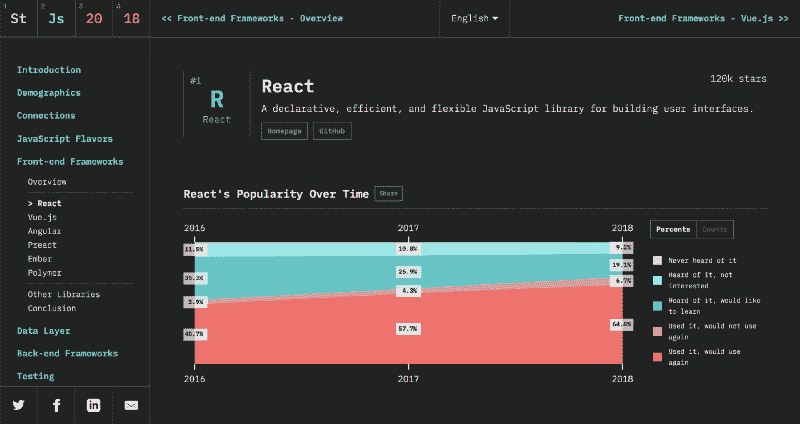 1 2 3 4
St Js 20 18
<< Front-end Frameworks - Overview
English
Front-end Frameworks - Vue.js >>
Introduction
Demographics
Connections
JavaScript Flavors
Front-end Frameworks
Overview
> React
Vue.js
Angular
Preact
Ember
Polymer
Other Libraries
Conclusion
Data Layer
Back-end Frameworks
Testing
#1
R
React
React
120k stars
A declarative, efficient, and flexible JavaScript library for building user interfaces.
Homepage GitHub
React's Popularity Over Time Share
2016 2017 2018
11.5% 10.8% 9.2%
26.9% 19.1%
4.3% 6.7%
3.9%
57.7% 64.8%
2016 2017 2018
Percents Counts
Never heard of it
Heard of it, not
interested
Heard of it, would like
to learn
Used it, would not use
again
Used it, would use
again